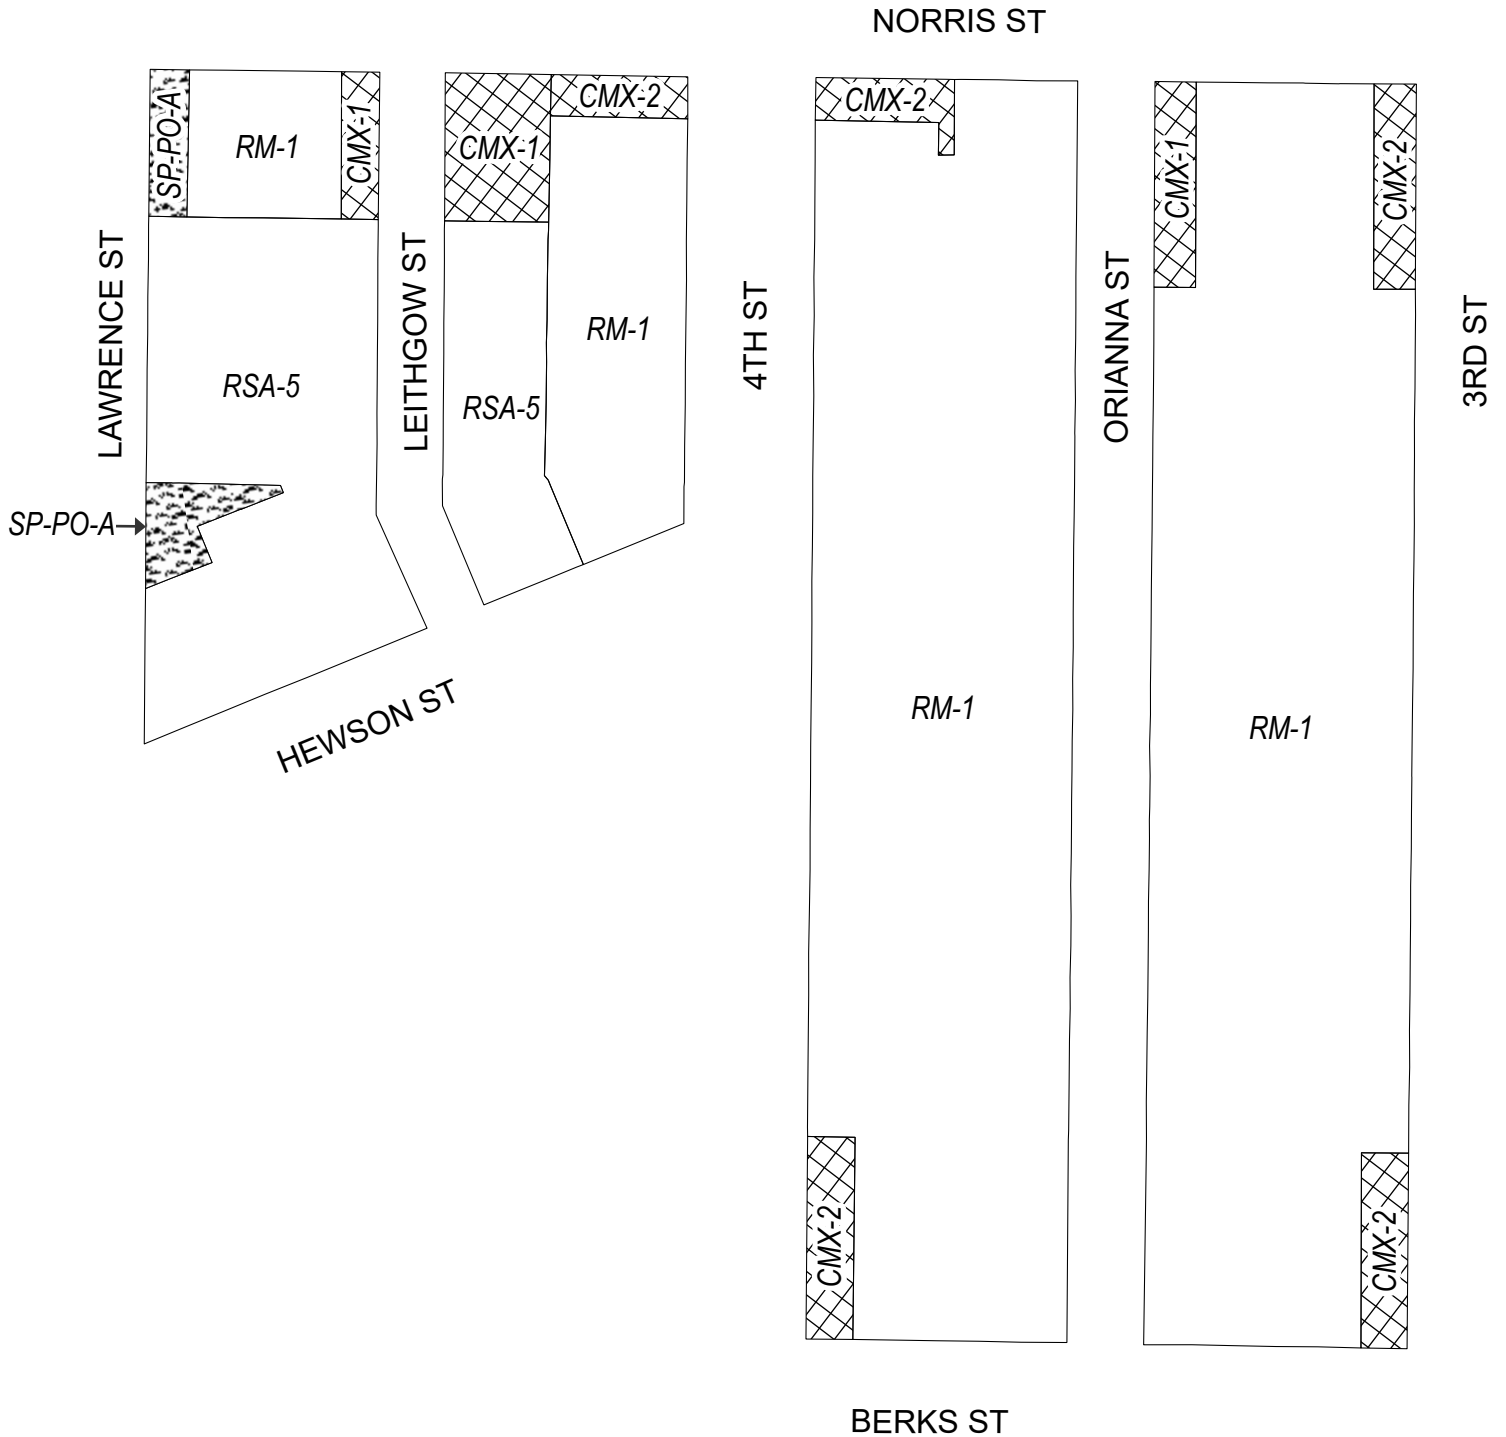 NORRIS ST
SP-PO-A
RM-1
CMX-1
CMX-1
CMX-2
CMX-2
CMX-1
CMX-2
LAWRENCE ST
LEITHGOW ST
4TH ST
ORIANNA ST
3RD ST
RSA-5
RSA-5
RM-1
SP-PO-A
HEWSON ST
RM-1
RM-1
CMX-2
CMX-2
BERKS ST